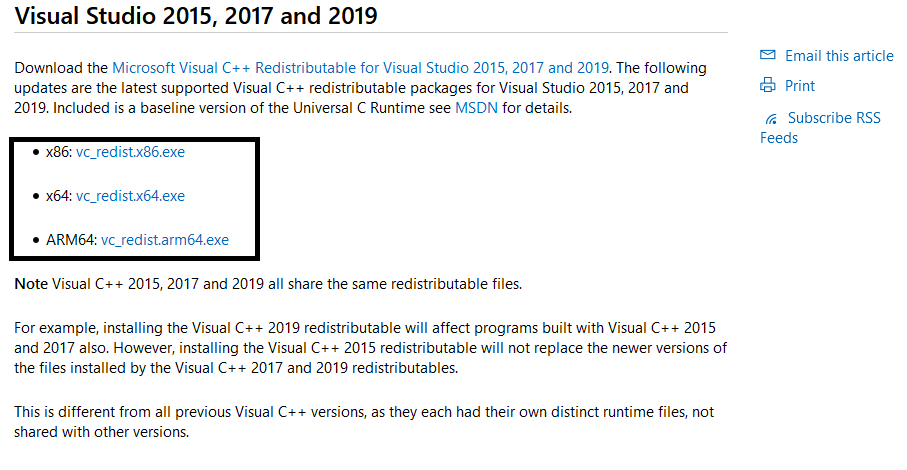 Visual Studio 2015, 2017 and 2019
Download the Microsoft Visual C++ Redistributable for Visual Studio 2015, 2017 and 2019. The following
updates are the latest supported Visual C++ redistributable packages for Visual Studio 2015, 2017 and
2019. Included is a baseline version of the Universal C Runtime see MSDN for details.
• x86: vc_redist.x86.exe
• x64: vc_redist.x64.exe
• ARM64: vc_redist.arm64.exe
Note Visual C++ 2015, 2017 and 2019 all share the same redistributable files.
For example, installing the Visual C++ 2019 redistributable will affect programs built with Visual C++ 2015
and 2017 also. However, installing the Visual C++ 2015 redistributable will not replace the newer versions of
the files installed by the Visual C++ 2017 and 2019 redistributables.
This is different from all previous Visual C++ versions, as they each had their own distinct runtime files, not
shared with other versions.
Email this article
Print
Subscribe RSS
Feeds